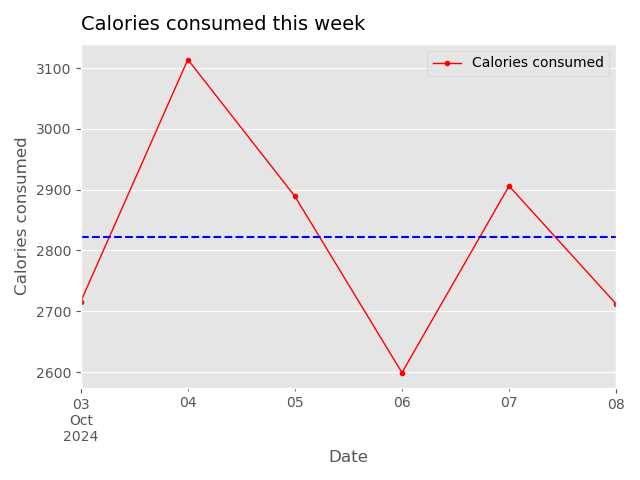 Calories consumed this week
Calories consumed
3100
3000
2900
2800
2700
2600
Calories consumed
03 04 05 06 07 08
Oct
2024
Date